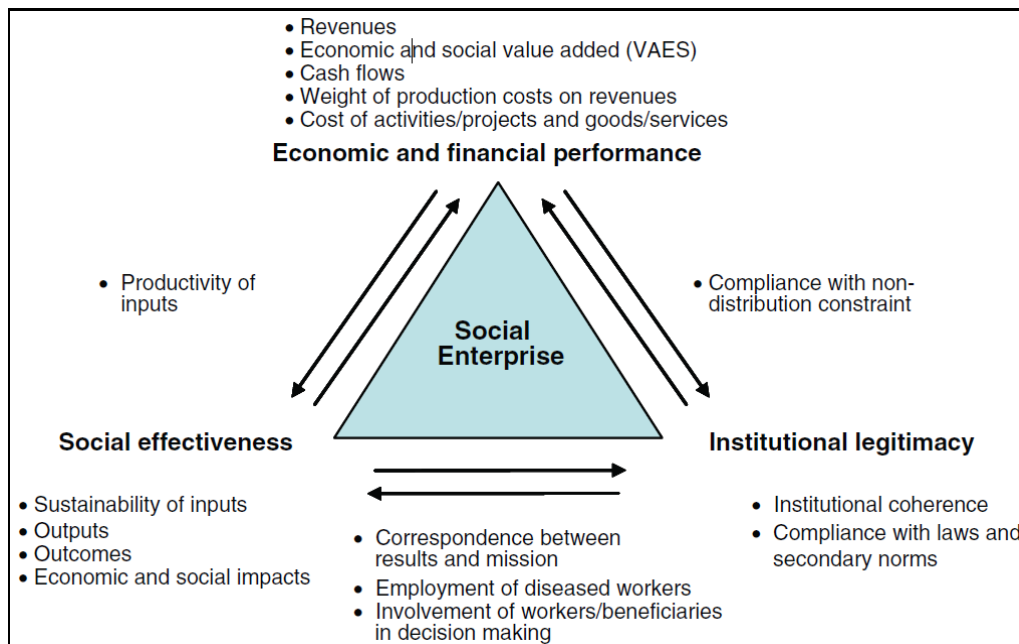 • Revenues
• Economic and social value added (VAES)
• Cash flows
• Weight of production costs on revenues
• Cost of activities/projects and goods/services
Economic and financial performance
• Productivity of
inputs
• Compliance with non-
distribution constraint
Social
Enterprise
Social effectiveness
Institutional legitimacy
• Sustainability of inputs
• Outputs
• Outcomes
• Economic and social impacts
• Correspondence between
results and mission
• Employment of diseased workers
• Involvement of workers/beneficiaries
in decision making
• Institutional coherence
• Compliance with laws and
secondary norms